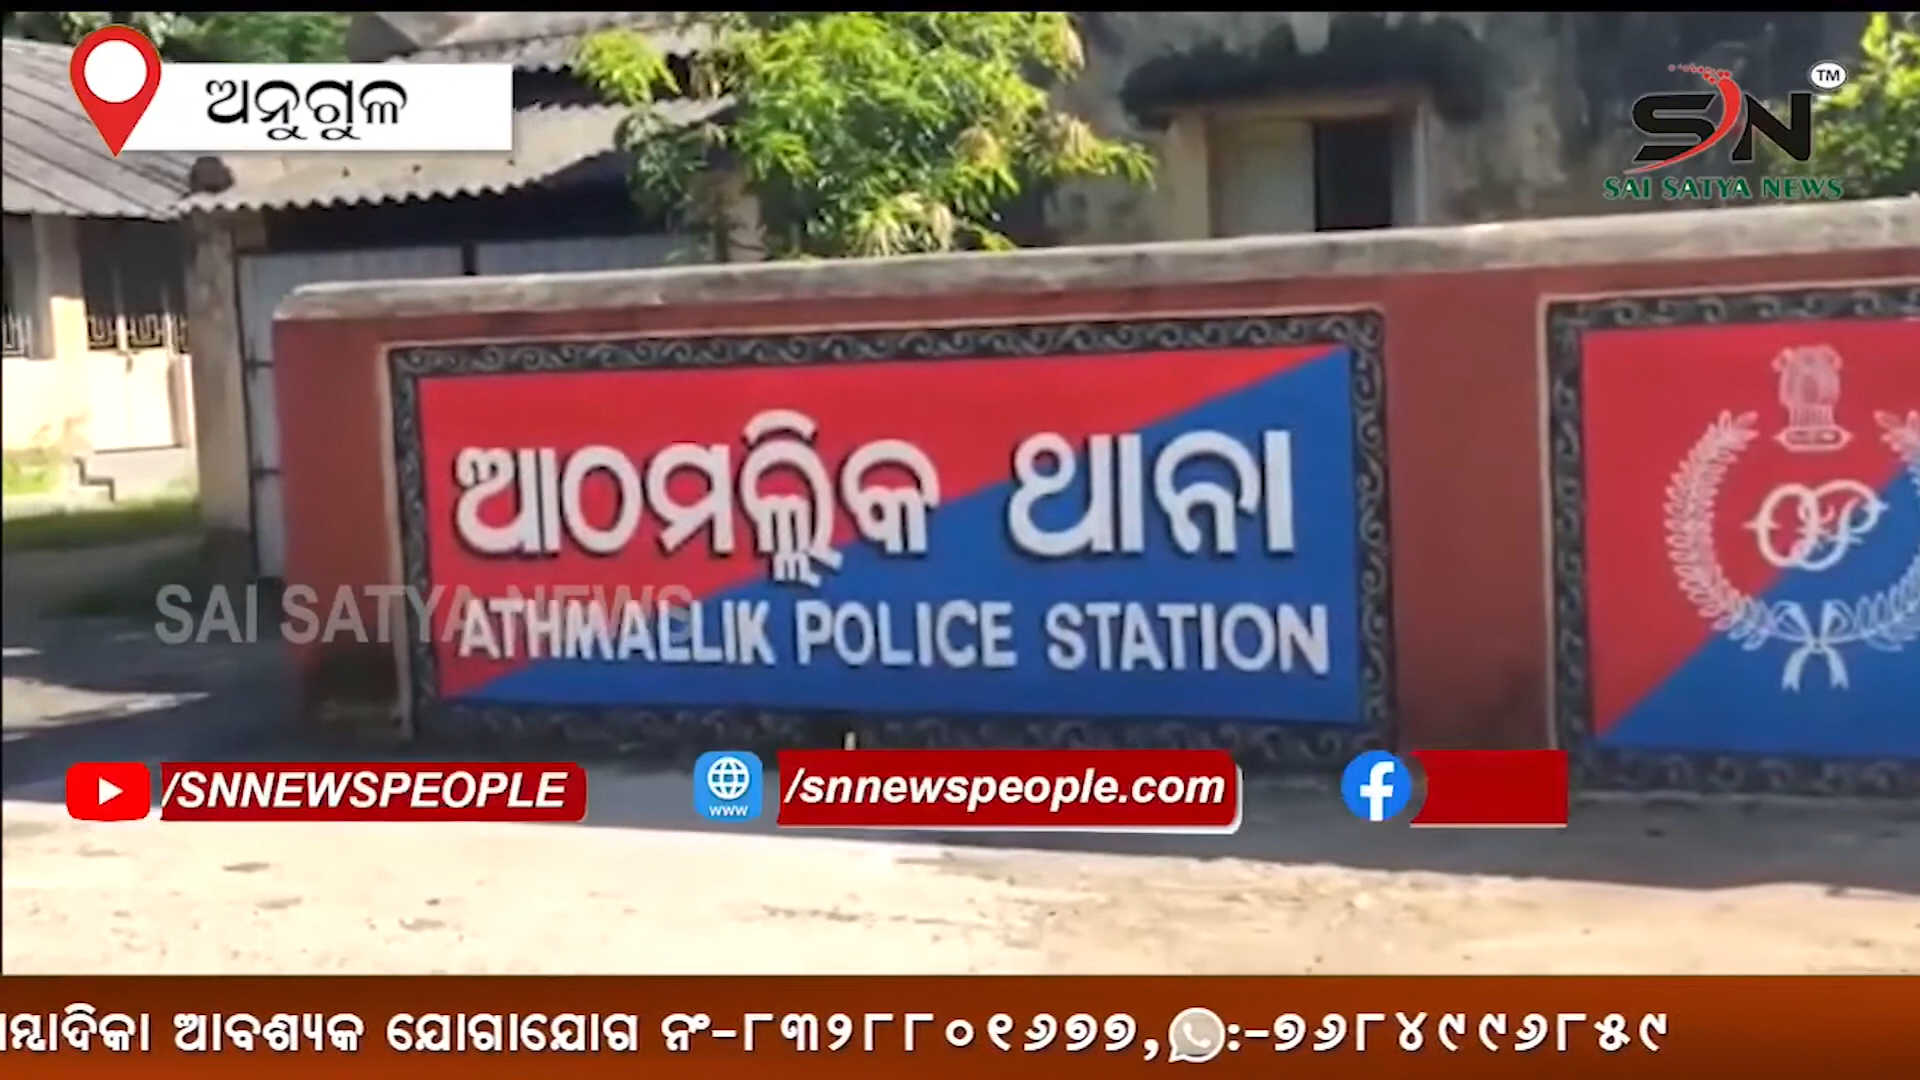 ଅନୁଗୁଳ
SN
TM
SAI SATYA NEWS
ଆଠମଲ୍ଲିକ ଥାନା
ATHMALLIK POLICE STATION
SAI SATYA NEWS
/SNNEWSPEOPLE
www
/snnewspeople.com
ଆବଶ୍ୟକ ଯୋଗାଯୋଗ ନଂ-୮୩୨୮୮୦୧୬୭୭,:-୭୬୮୪୯୯୬୮୫୯